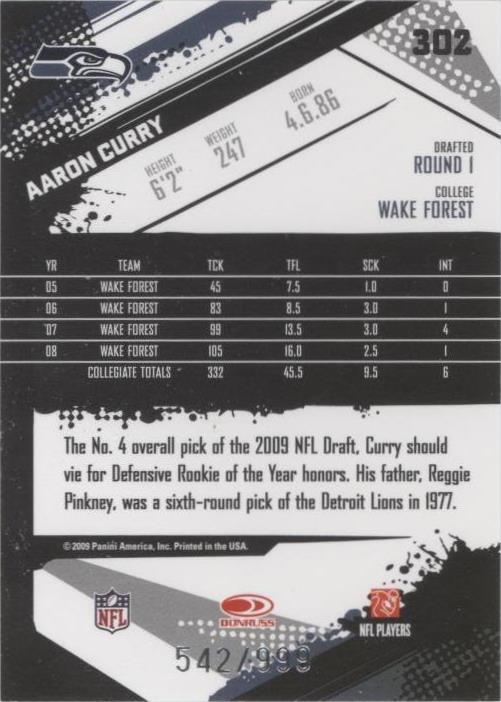 302
AARON CURRY
HEIGHT
6'2"
WEIGHT
247
BORN
4.6.86
DRAFTED
ROUND 1
COLLEGE
WAKE FOREST
YR TEAM TCK TFL SCK INT
05 WAKE FOREST 45 7.5 1.0 0
06 WAKE FOREST 83 8.5 3.0 1
'07 WAKE FOREST 99 13.5 3.0 4
08 WAKE FOREST 105 16.0 2.5 1
COLLEGIATE TOTALS 332 45.5 9.5 6
The No. 4 overall pick of the 2009 NFL Draft, Curry should
vie for Defensive Rookie of the Year honors. His father, Reggie
Pinkney, was a sixth-round pick of the Detroit Lions in 1977.
© 2009 Panini America, Inc. Printed in the USA.
NFL
DONRUSS
NFL PLAYERS
542/999